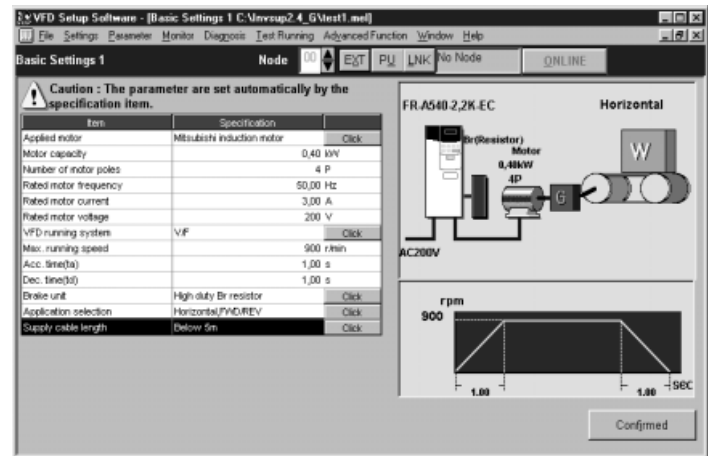 VFD Setup Software - [Basic Settings 1 C:\Invsup2.4_G\test1.mel]
File Settings Parameter Monitor Diagnosis Test Running Advanced Function Window Help
Basic Settings 1 Node 00 EXT PU LNK No Node ONLINE
Caution : The parameter are set automatically by the
specification item.
Item Specification
Applied motor Mitsubishi induction motor Click
Motor capacity 0,40 kW
Number of motor poles 4 P
Rated motor frequency 50,00 Hz
Rated motor current 3,00 A
Rated motor voltage 200 V
VFD running system V/F Click
Max. running speed 900 r/min
Acc. time(ta) 1,00 s
Dec. time(td) 1,00 s
Brake unit High duty Br resistor Click
Application selection Horizontal,FWD/REV Click
Supply cable length Below 5m Click
FR-A540-2,2K-EC Horizontal
Br(Resistor)
Motor
0,40kW
4P
W
G
AC200V
rpm
900
1.00 1.00 sec
Confirmed